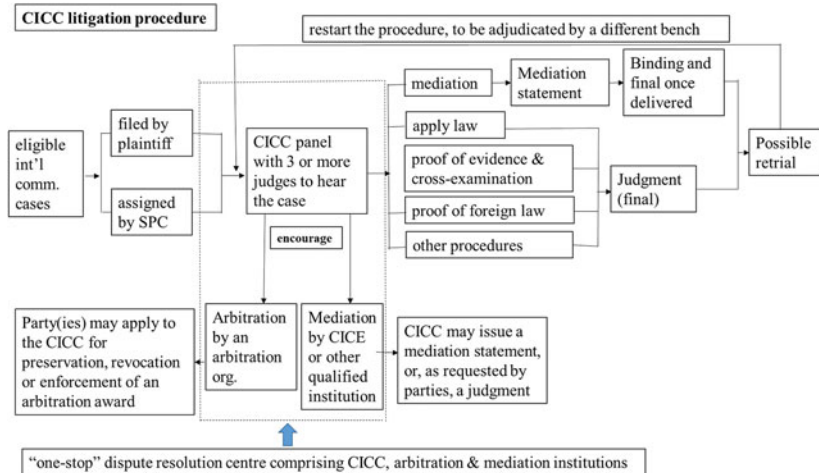 CICC litigation procedure
restart the procedure, to be adjudicated by a different bench
eligible
int'l
comm.
cases
filed by
plaintiff
assigned
by SPC
CICC panel
with 3 or more
judges to hear
the case
mediation
Mediation
statement
Binding and
final once
delivered
apply law
proof of evidence &
cross-examination
proof of foreign law
other procedures
Judgment
(final)
Possible
retrial
encourage
Party(ies) may apply to
the CICC for
preservation, revocation
or enforcement of an
arbitration award
Arbitration
by an
arbitration
org.
Mediation
by CICE
or other
qualified
institution
CICC may issue a
mediation statement,
or, as requested by
parties, a judgment
“one-stop” dispute resolution centre comprising CICC, arbitration & mediation institutions